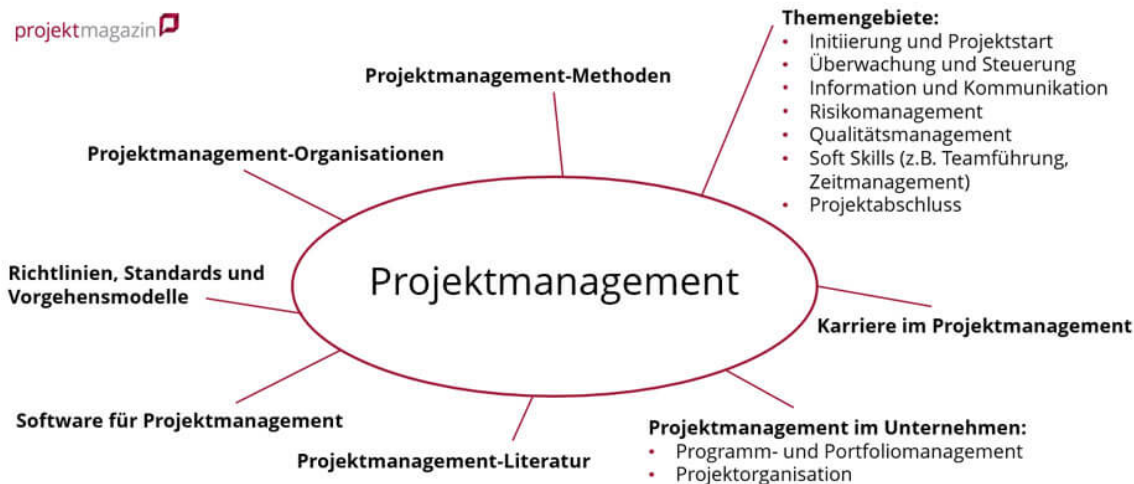 projektmagazin
Themengebiete:
• Initiierung und Projektstart
• Überwachung und Steuerung
• Information und Kommunikation
• Risikomanagement
• Qualitätsmanagement
• Soft Skills (z.B. Teamführung,
Zeitmanagement)
• Projektabschluss
Projektmanagement-Methoden
Projektmanagement-Organisationen
Richtlinien, Standards und
Vorgehensmodelle
Projektmanagement
Karriere im Projektmanagement
Software für Projektmanagement
Projektmanagement-Literatur
Projektmanagement im Unternehmen:
• Programm- und Portfoliomanagement
• Projektorganisation